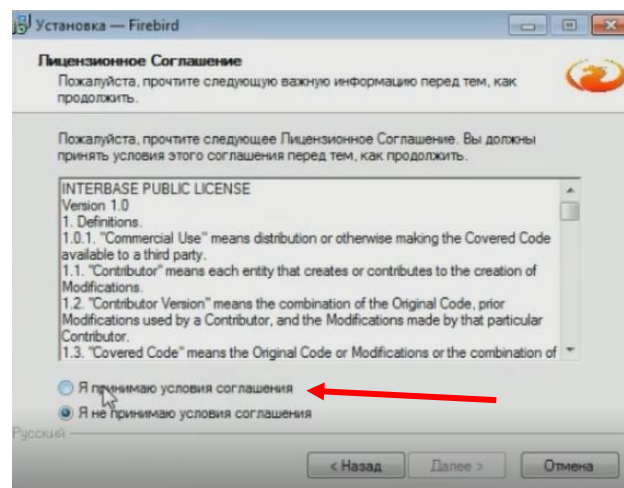 Установка — Firebird
Лицензионное Соглашение
Пожалуйста, прочтите следующую важную информацию перед тем, как
продолжить.
Пожалуйста, прочтите следующее Лицензионное Соглашение. Вы должны
принять условия этого соглашения перед тем, как продолжить.
INTERBASE PUBLIC LICENSE
Version 1.0
1. Definitions.
1.0.1. "Commercial Use" means distribution or otherwise making the Covered Code
available to a third party.
1.1. "Contributor" means each entity that creates or contributes to the creation of
Modifications.
1.2. "Contributor Version" means the combination of the Original Code, prior
Modifications used by a Contributor, and the Modifications made by that particular
Contributor.
1.3. "Covered Code" means the Original Code or Modifications or the combination of
Я принимаю условия соглашения
Я не принимаю условия соглашения
Русский
< Назад
Далее >
Отмена